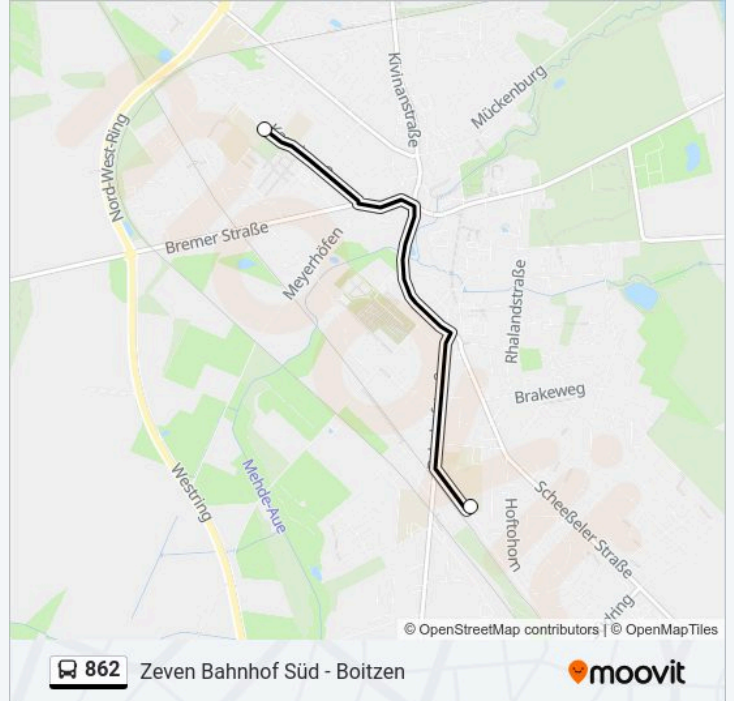 Kivinanstraße
Mückenburg
Nord-West-Ring
Bremer Straße
Meyerhöfen
Rhalandstraße
Brakeweg
Mehde-Aue
Westring
Hoftohorn
Scheeßeler Straße
© OpenStreetMap contributors | © OpenMapTiles
862 Zeven Bahnhof Süd - Boitzen
moovit